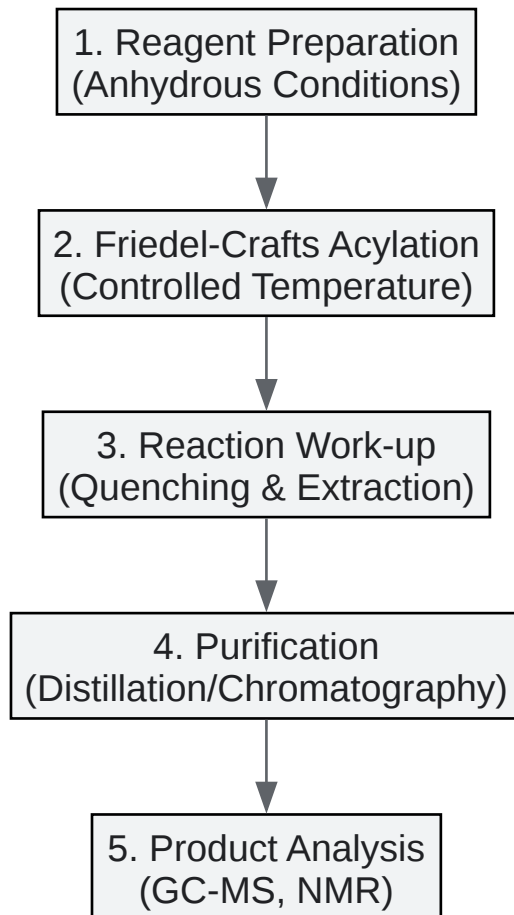 1. Reagent Preparation
(Anhydrous Conditions)
2. Friedel-Crafts Acylation
(Controlled Temperature)
3. Reaction Work-up
(Quenching & Extraction)
4. Purification
(Distillation/Chromatography)
5. Product Analysis
(GC-MS, NMR)